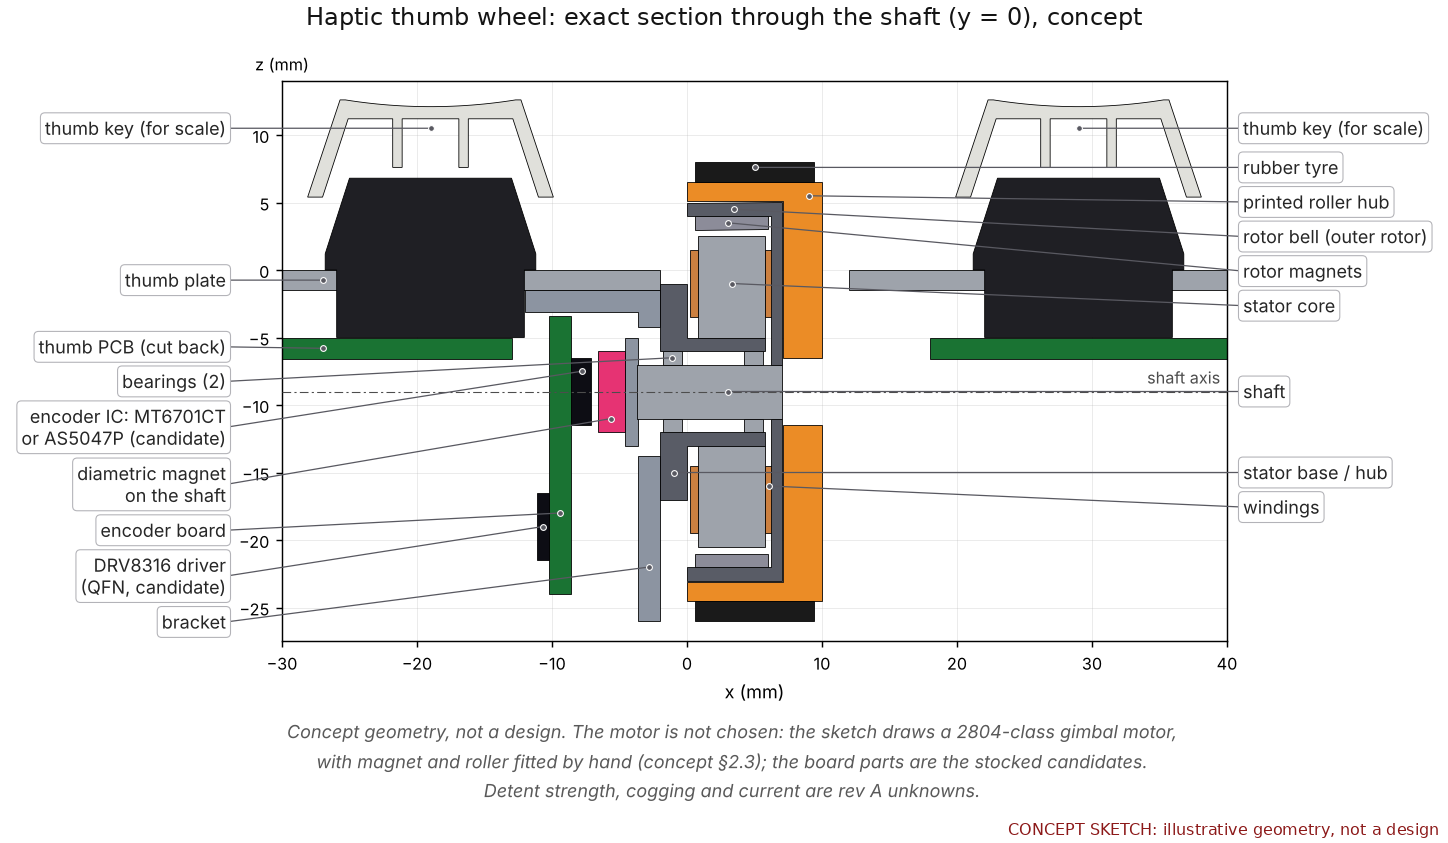 Haptic thumb wheel: exact section through the shaft (y = 0), concept
z (mm)
thumb key (for scale)
thumb plate
thumb PCB (cut back)
bearings (2)
encoder IC: MT6701CT
or AS5047P (candidate)
diametric magnet
on the shaft
encoder board
DRV8316 driver
(QFN, candidate)
bracket
10
5
0
−5
−10
−15
−20
−25
thumb key (for scale)
rubber tyre
printed roller hub
rotor bell (outer rotor)
rotor magnets
stator core
shaft axis
shaft
stator base / hub
windings
−30
−20
−10
0
10
20
30
40
x (mm)
Concept geometry, not a design. The motor is not chosen: the sketch draws a 2804-class gimbal motor,
with magnet and roller fitted by hand (concept §2.3); the board parts are the stocked candidates.
Detent strength, cogging and current are rev A unknowns.
CONCEPT SKETCH: illustrative geometry, not a design